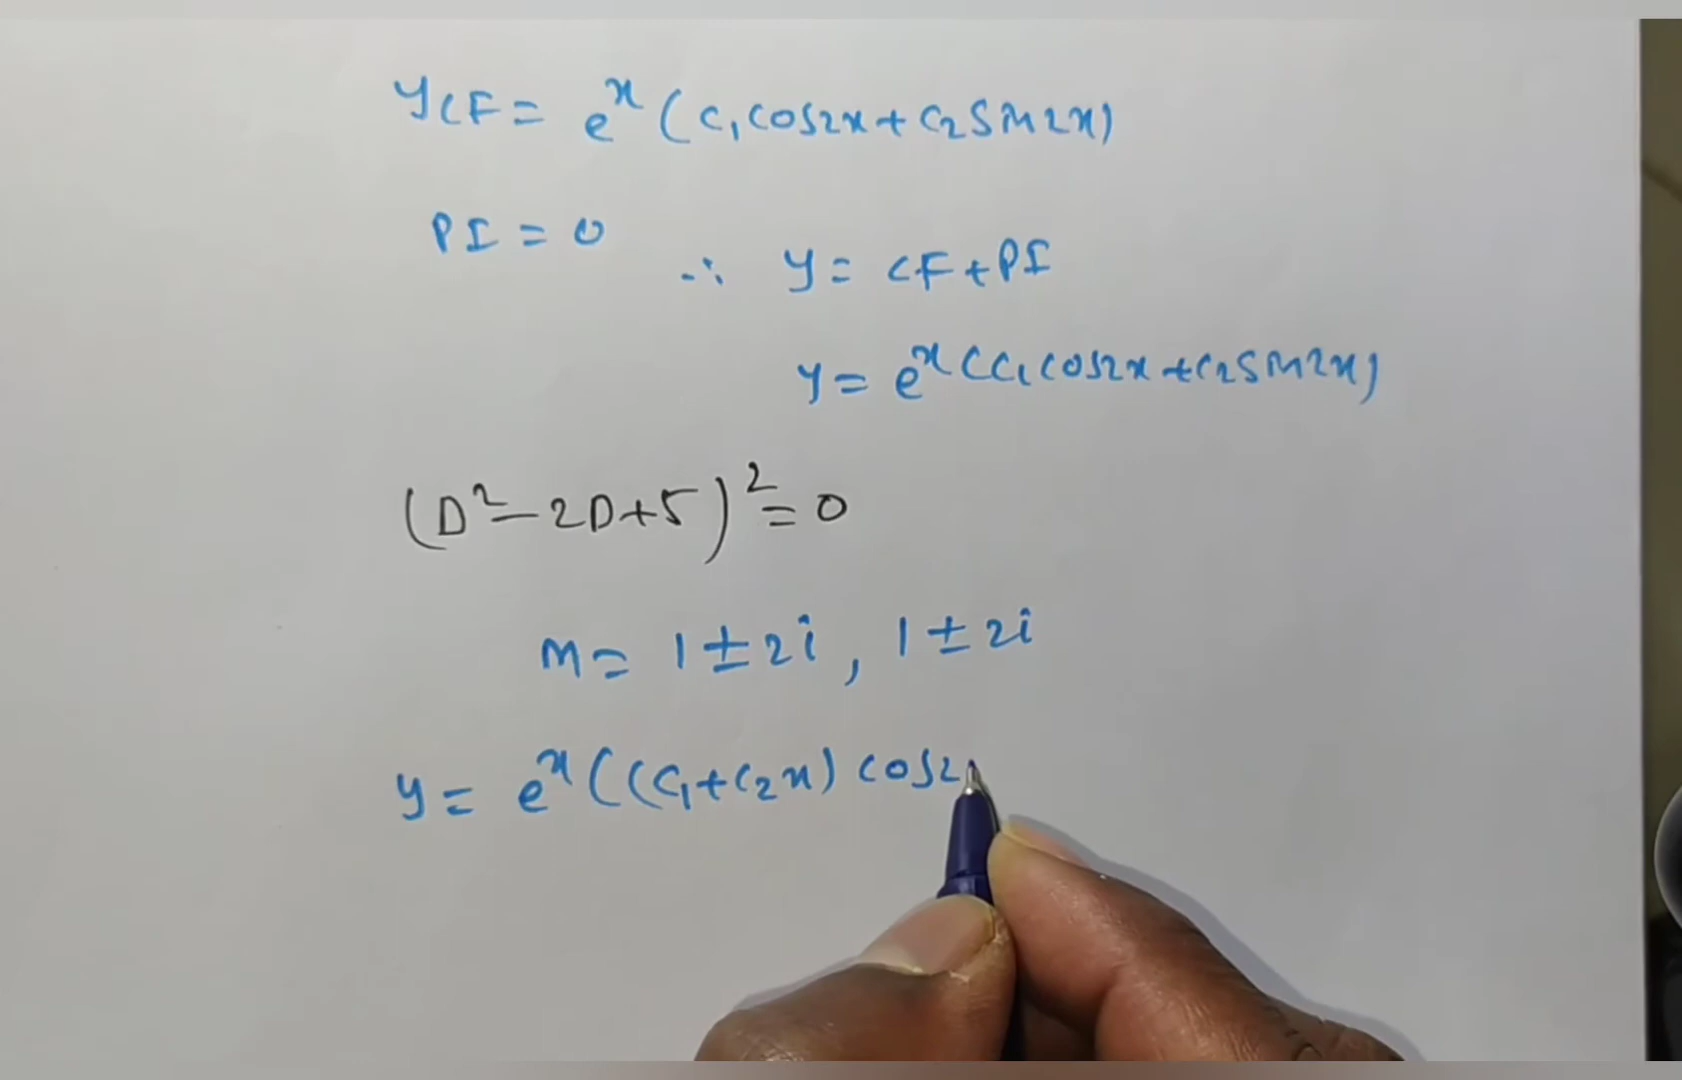 yCF = e^x (C₁cos2x + C₂sin2x)
PI = 0
∴ y = CF + PI
y = e^x (C₁cos2x + C₂sin2x)
(D² - 2D + 5)² = 0
m = 1 ± 2i , 1 ± 2i
y = e^x ((C₁ + C₂x) cos2